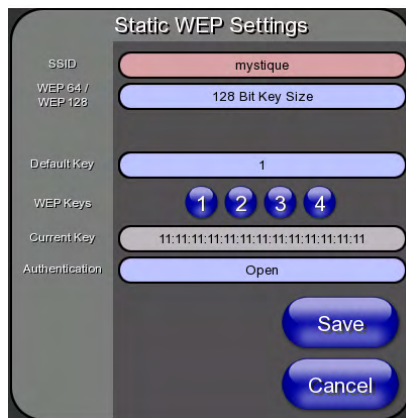 Static WEP Settings
SSID
mystique
WEP 64 /
WEP 128
128 Bit Key Size
Default Key
1
WEP Keys
1 2 3 4
Current Key
11:11:11:11:11:11:11:11:11:11:11:11:11
Authentication
Open
Save
Cancel